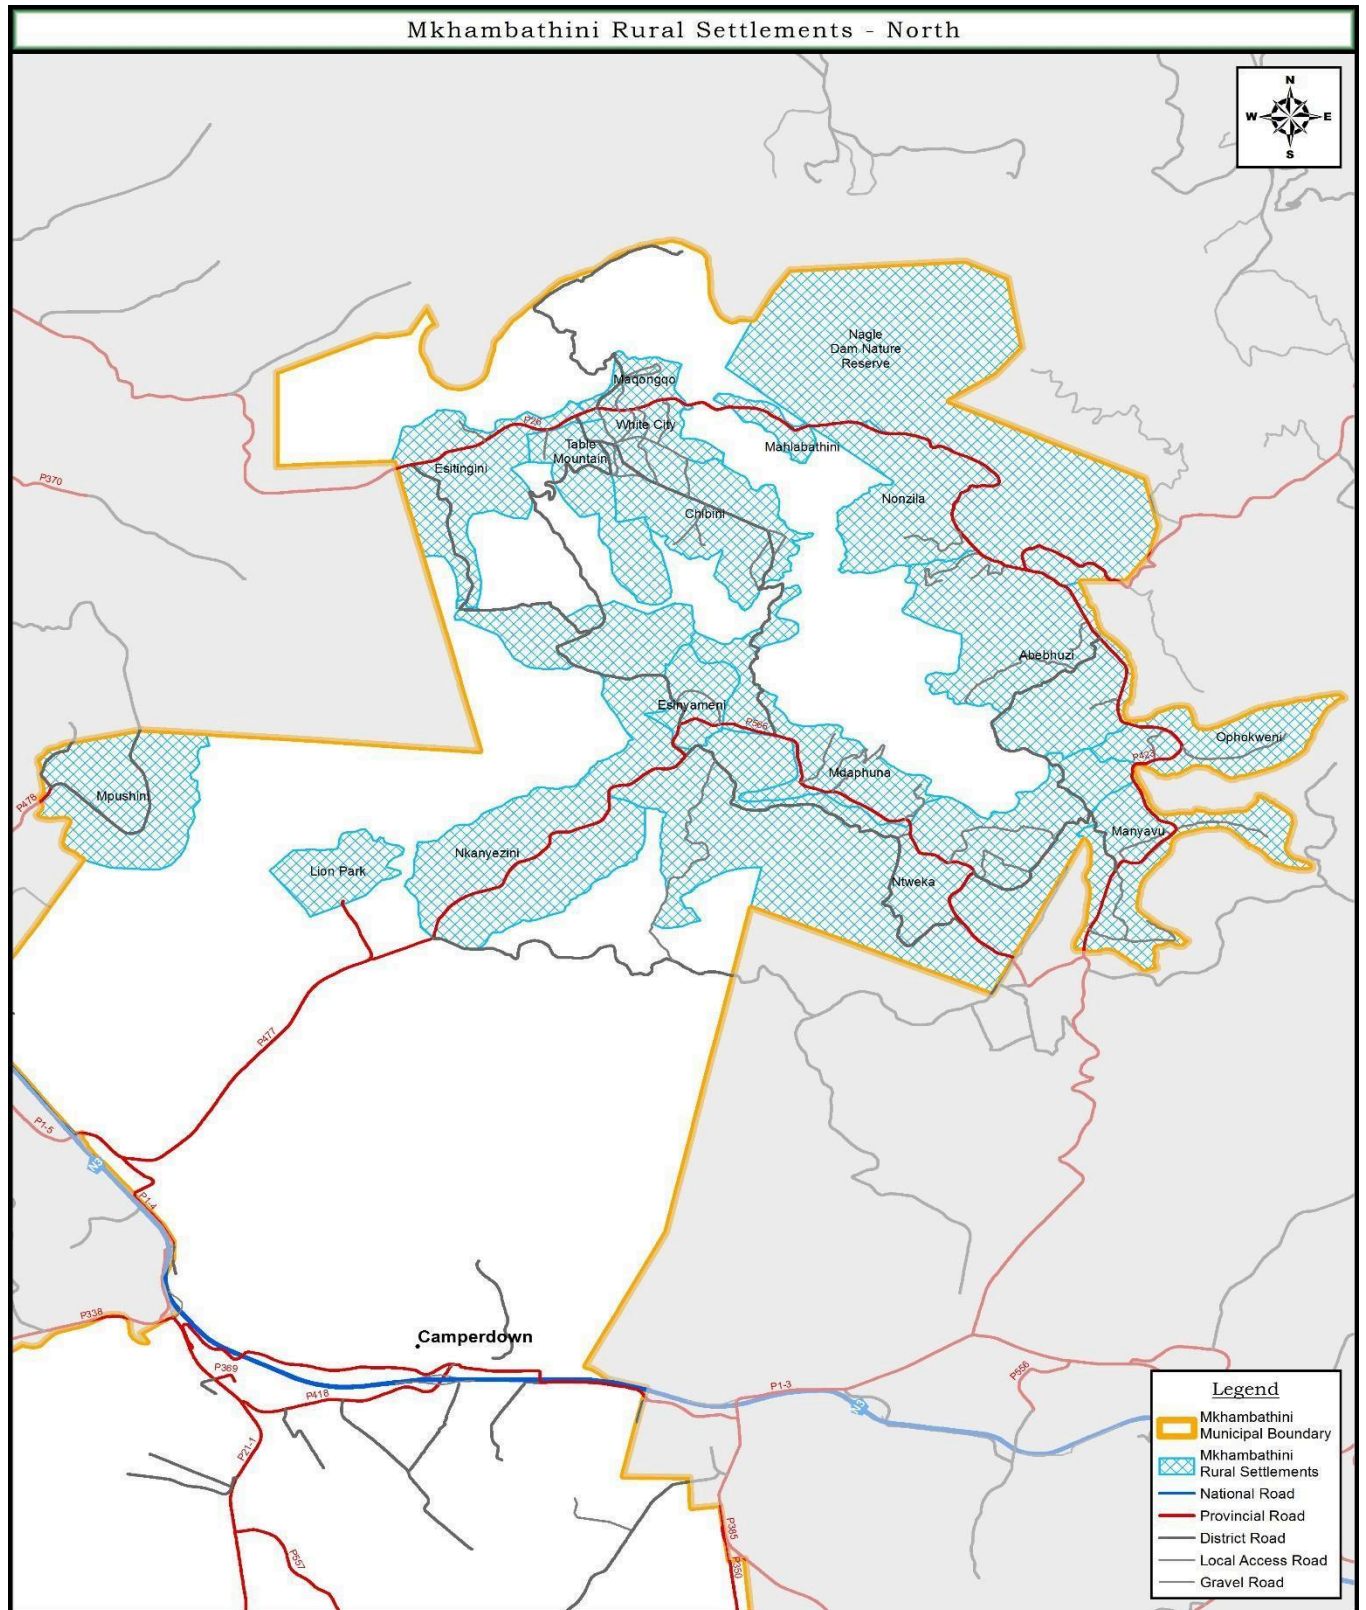 Mkhambathini Rural Settlements - North
N
W
E
S
Nagle
Dam Nature
Reserve
Maqongqo
P26
White City
Mahlabathini
Table
Mountain
Esitingini
P370
Nonzila
Chibini
Abebhuzi
Esinyameni
P566
Ophokweni
P423
Mdaphuna
Mpushini
P478
Manyavu
Nkanyezini
Lion Park
Ntweka
P477
P1-5
N3
P1-4
P338
Camperdown
P369
P418
P1-3
P556
N3
P21-1
P385
P557
P350
Legend
Mkhambathini
Municipal Boundary
Mkhambathini
Rural Settlements
National Road
Provincial Road
District Road
Local Access Road
Gravel Road